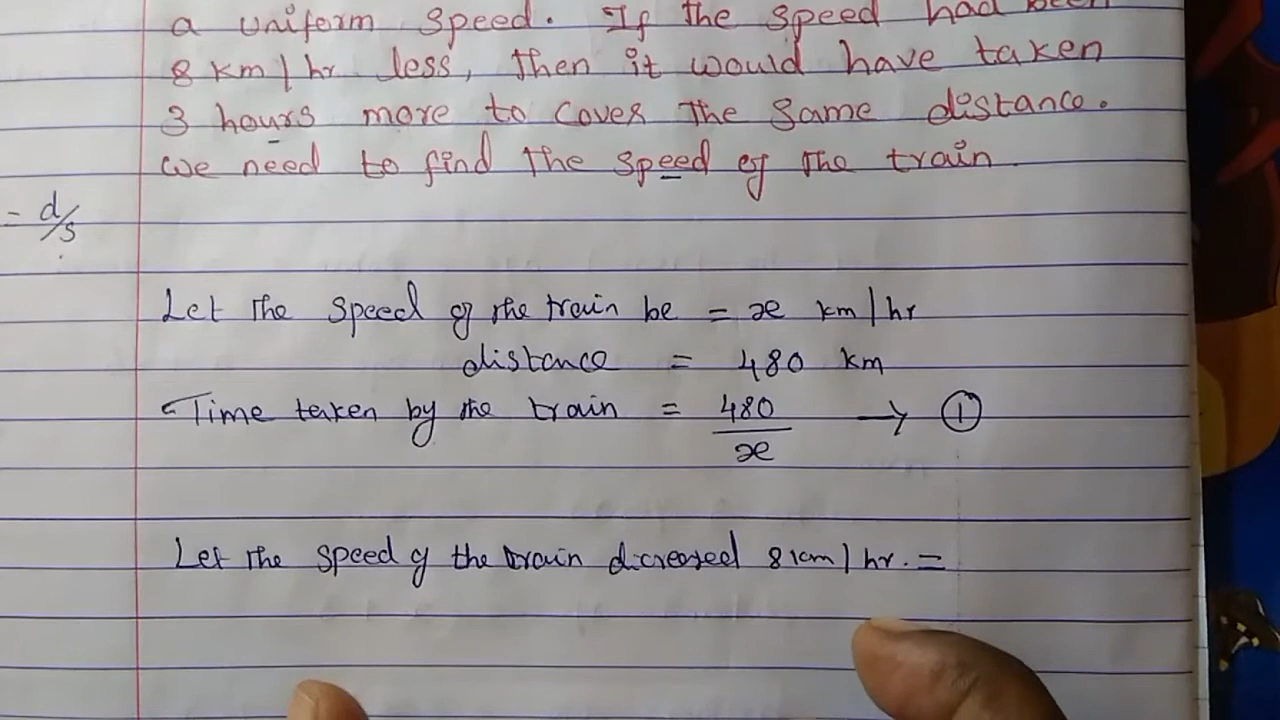 a uniform speed. If the speed had been
8 km/hr less, then it would have taken
3 hours more to cover the same distance.
We need to find the speed of the train.
= d/s
Let the speed of the train be = x km/hr
distance = 480 km
Time taken by the train = 480/x → ①
Let the speed of the train dicreased 8 km/hr. =